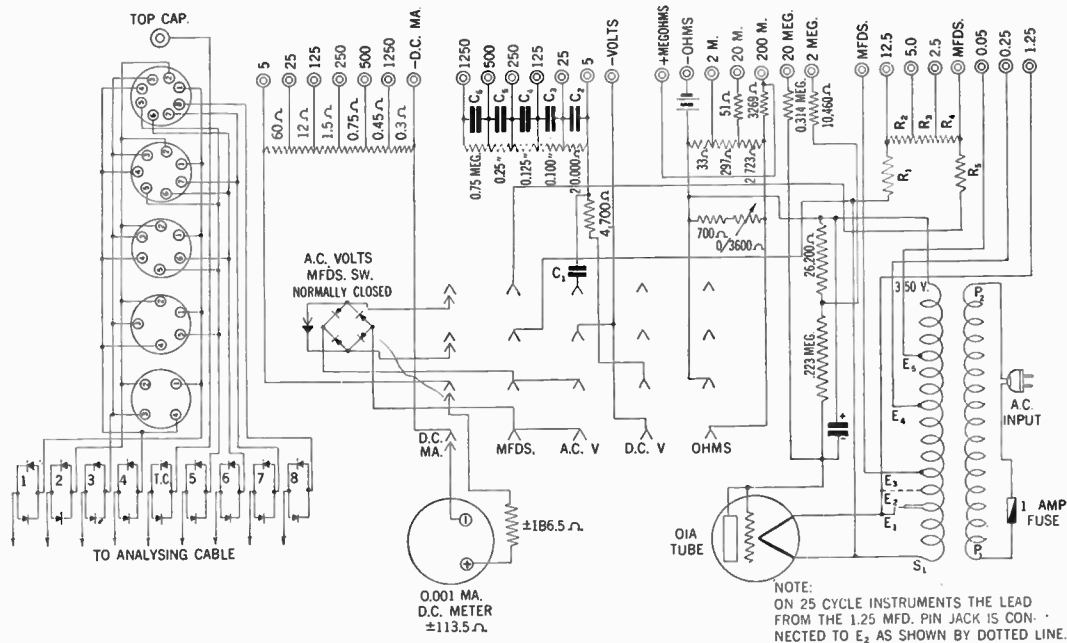 TOP CAP.
5 25 125 250 500 1250 -D.C. MA.
1250 500 250 125 25 5 -VOLTS
+MEGOHMS -OHMS 2 M. 20 M. 200 M. 20 MEG. 2 MEG.
MFDS. 12.5 5.0 2.5 MFDS. 0.05 0.25 1.25
60Ω 12Ω 1.5Ω 0.75Ω 0.45Ω 0.3Ω
C6 C5 C4 C3 C2
0.75 MEG. 0.25" 0.125" 0.100" 20.000Ω
4,700Ω
51Ω 3269Ω
33Ω 297Ω 2723Ω
0.314 MEG. 10,460Ω
R2 R3 R4
R1 R5
700Ω
0/3600Ω
26,200
.223 MEG.
350 V.
A.C. VOLTS
MFDS. SW.
NORMALLY CLOSED
C1
P2
E5
E4
A.C.
INPUT
D.C.
MA.
MFDS. A.C. V D.C. V OHMS
+
-
E3
E2
E1
1 AMP
FUSE
1 2 3 4 T.C. 5 6 7 8
TO ANALYSING CABLE
±186.5Ω
OIA
TUBE
S1
P1
0.001 MA.
D.C. METER
±113.5Ω
NOTE:
ON 25 CYCLE INSTRUMENTS THE LEAD
FROM THE 1.25 MFD. PIN JACK IS CON-
NECTED TO E2 AS SHOWN BY DOTTED LINE.